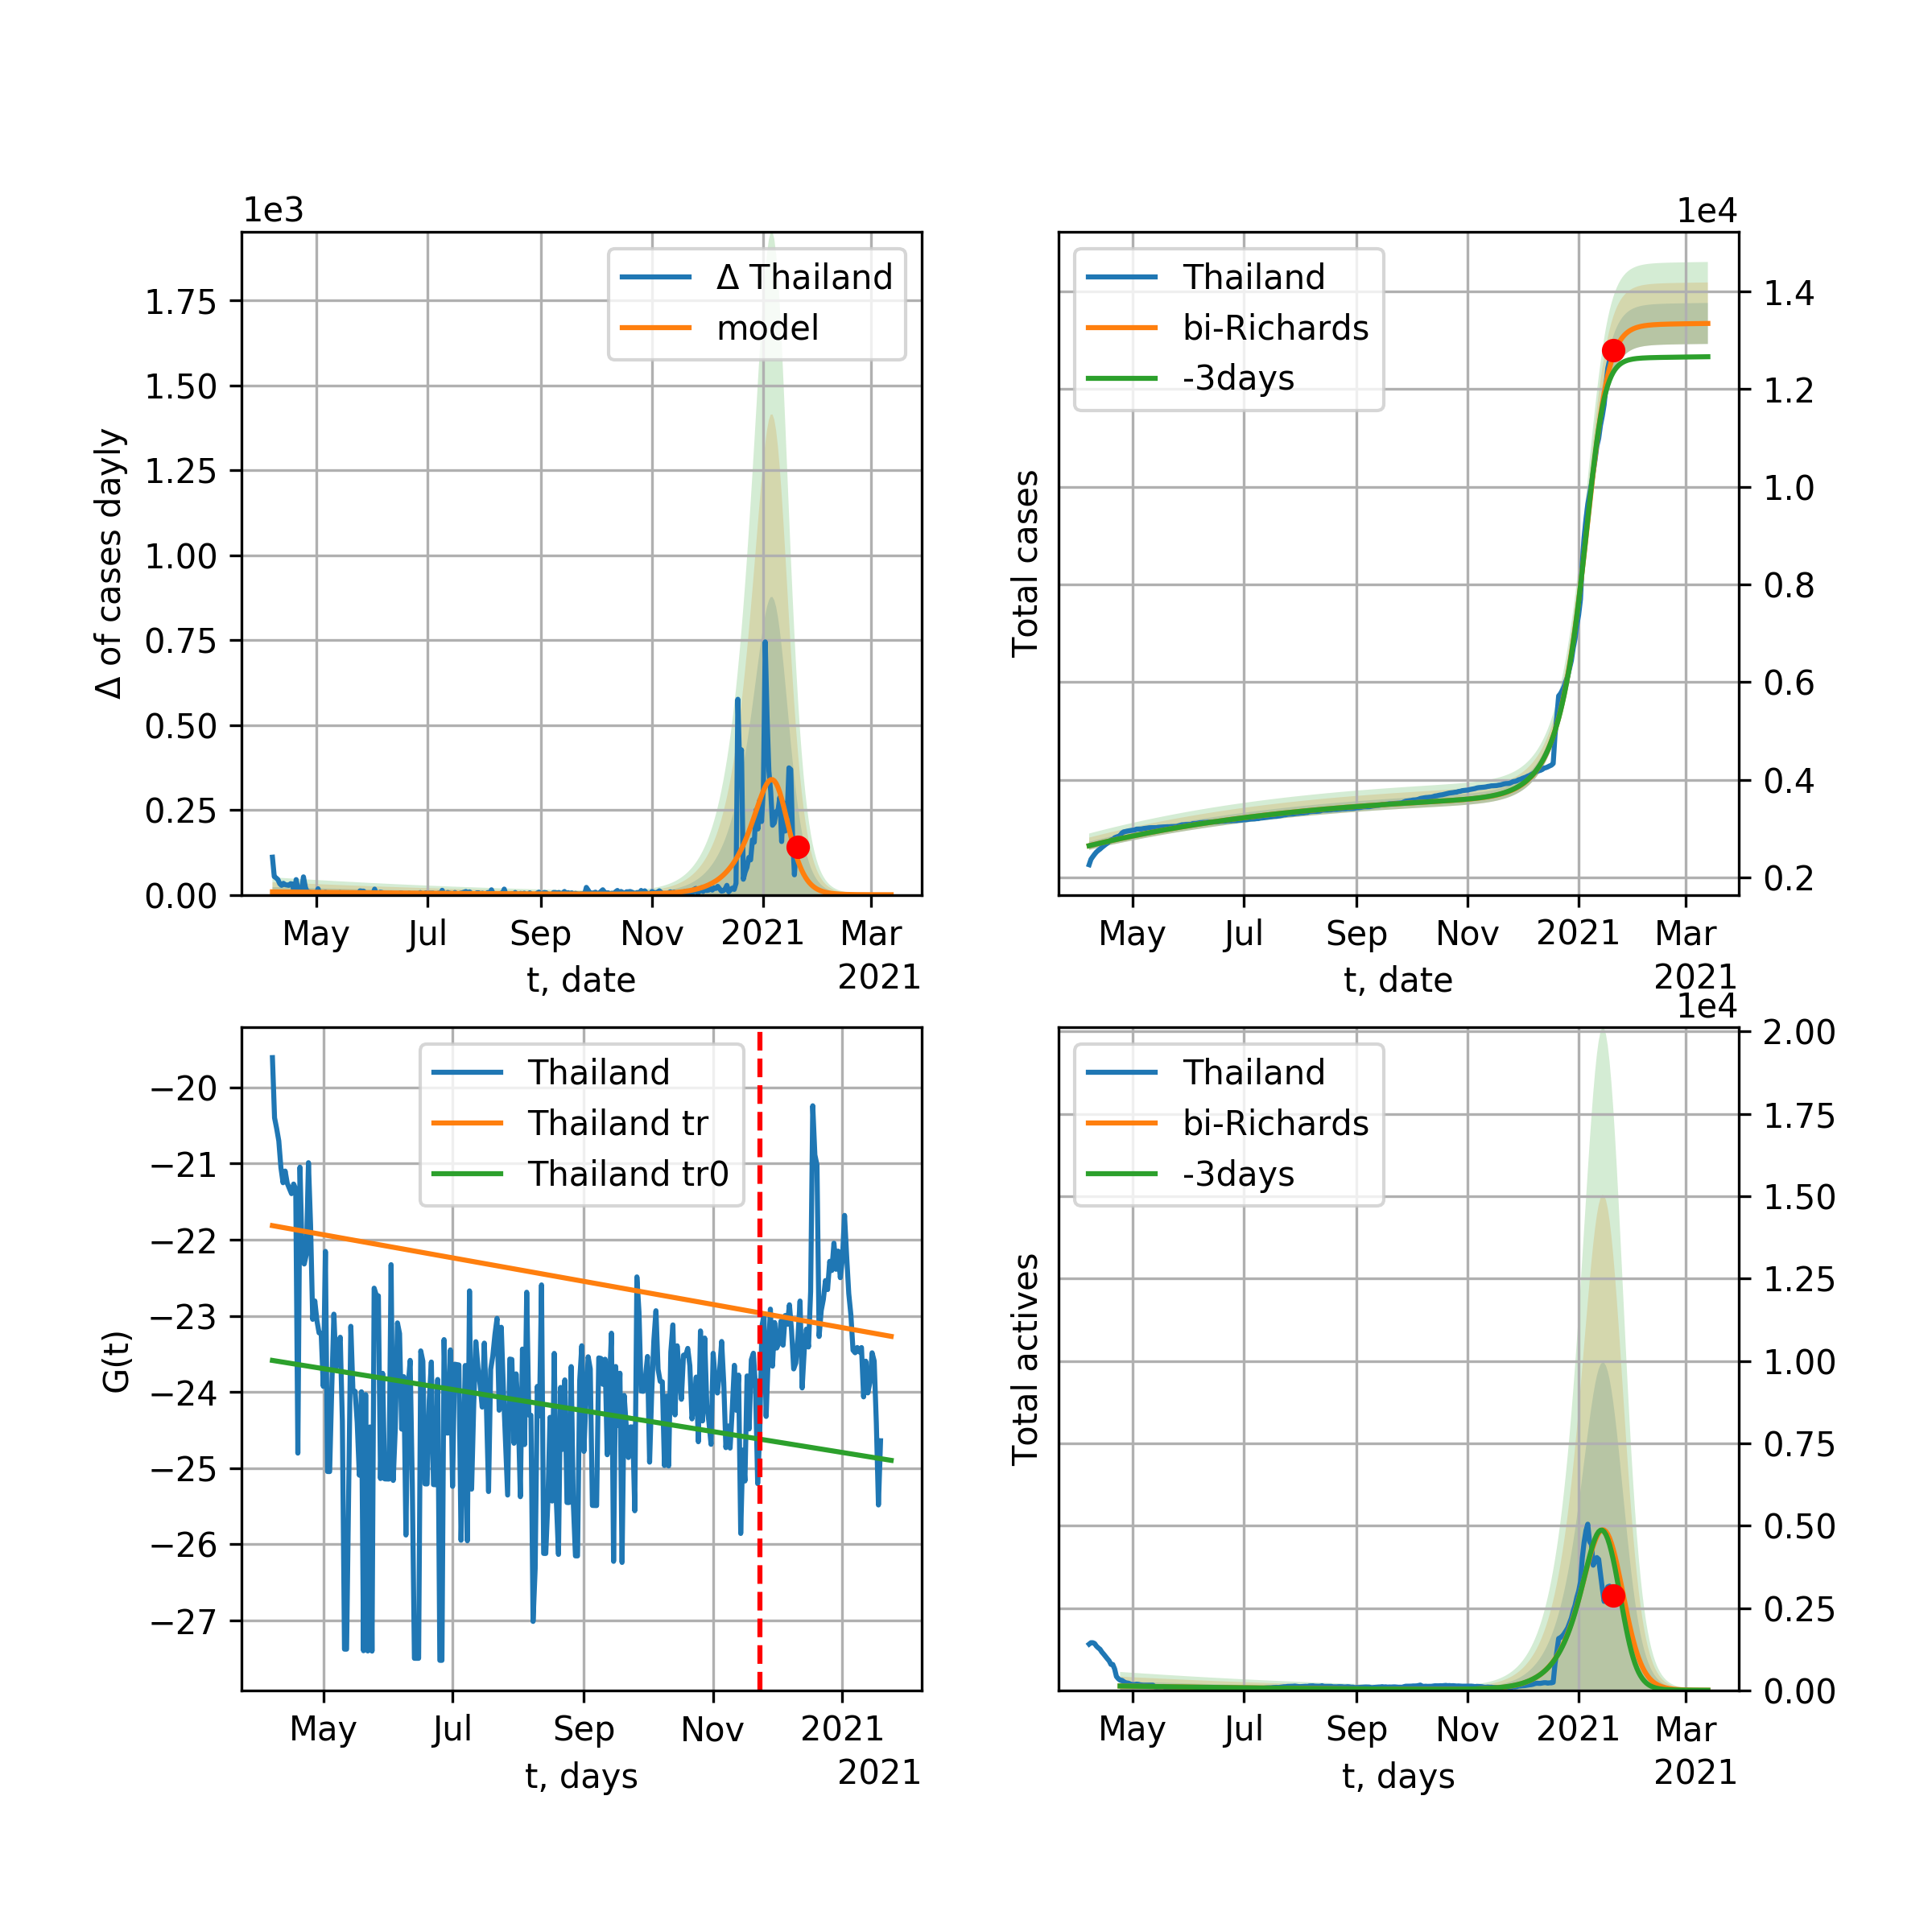 1e3
Δ of cases dayly
1.75
1.50
1.25
1.00
0.75
0.50
0.25
0.00
Δ Thailand
model
May Jul Sep Nov 2021 Mar
t, date 2021
1e4
Total cases
Thailand
bi-Richards
-3days
1.4
1.2
1.0
0.8
0.6
0.4
0.2
May Jul Sep Nov 2021 Mar
t, date 2021
G(t)
−20
−21
−22
−23
−24
−25
−26
−27
Thailand
Thailand tr
Thailand tr0
May Jul Sep Nov 2021
t, days 2021
1e4
Total actives
Thailand
bi-Richards
-3days
2.00
1.75
1.50
1.25
1.00
0.75
0.50
0.25
0.00
May Jul Sep Nov 2021 Mar
t, days 2021